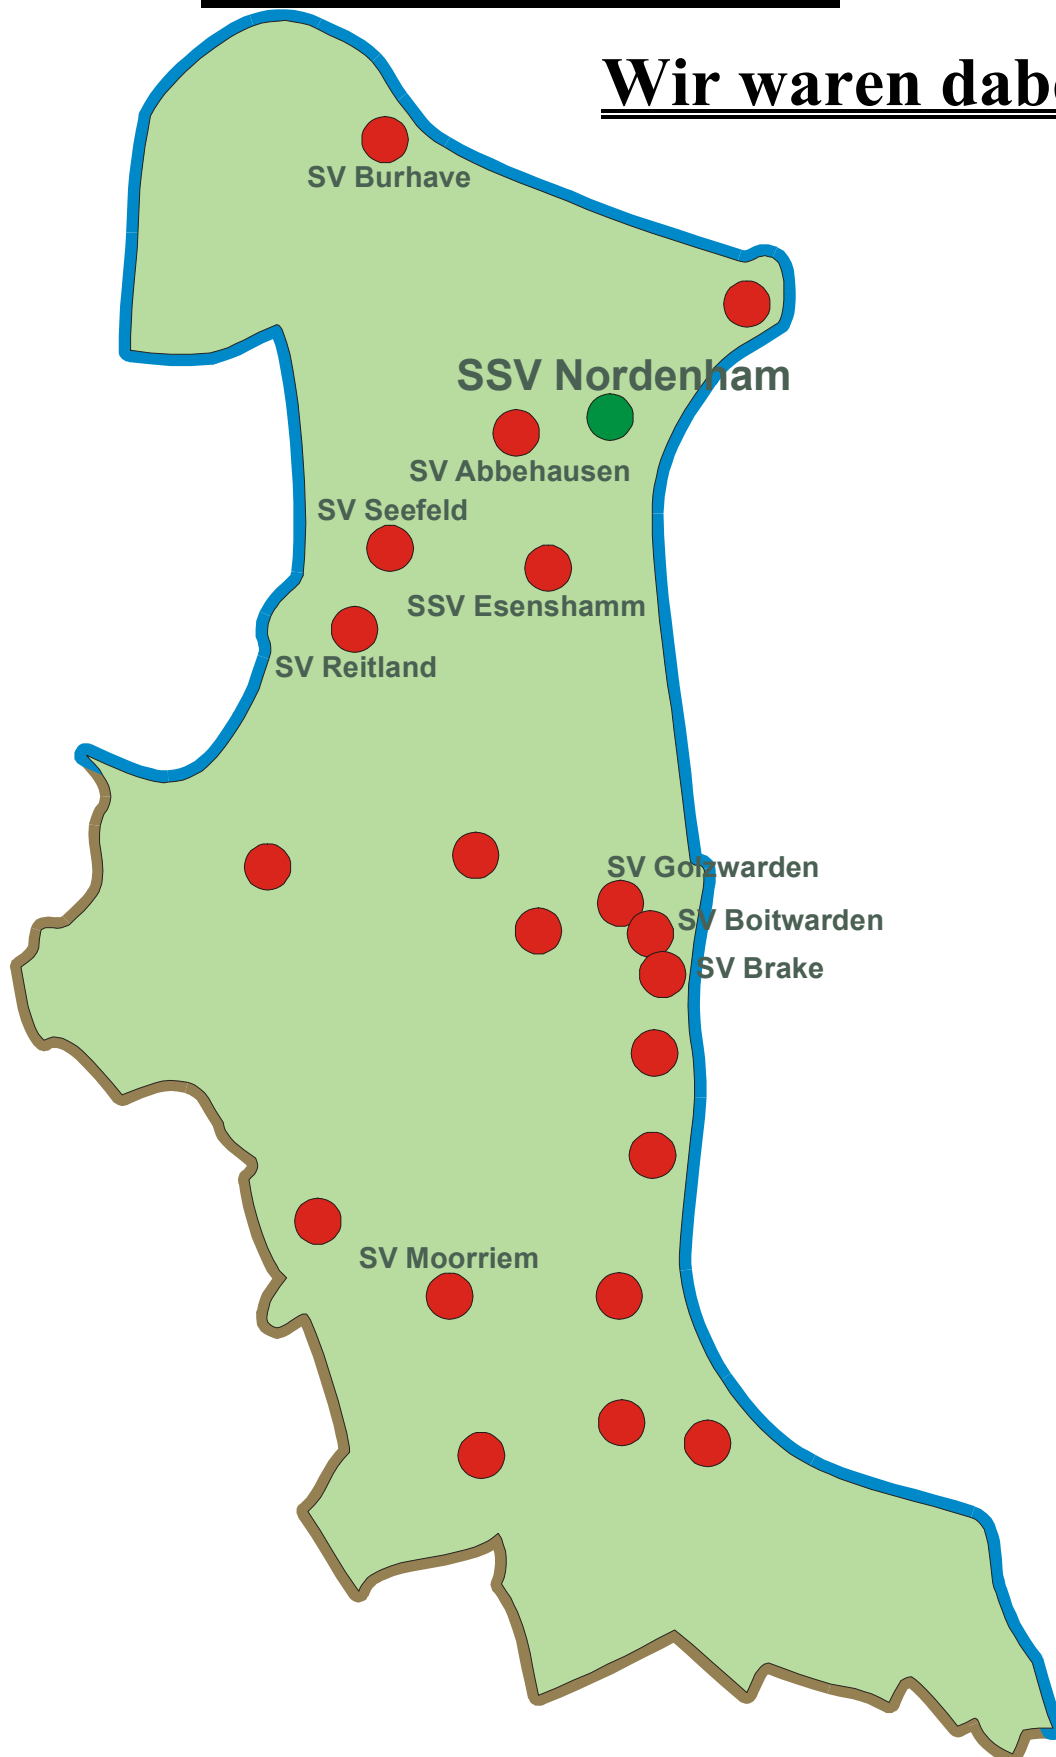 Wir waren dabe
SV Burhave
SSV Nordenham
SV Abbehausen
SV Seefeld
SSV Esenshamm
SV Reitland
SV Golzwarden
SV Boitwarden
SV Brake
SV Moorriem